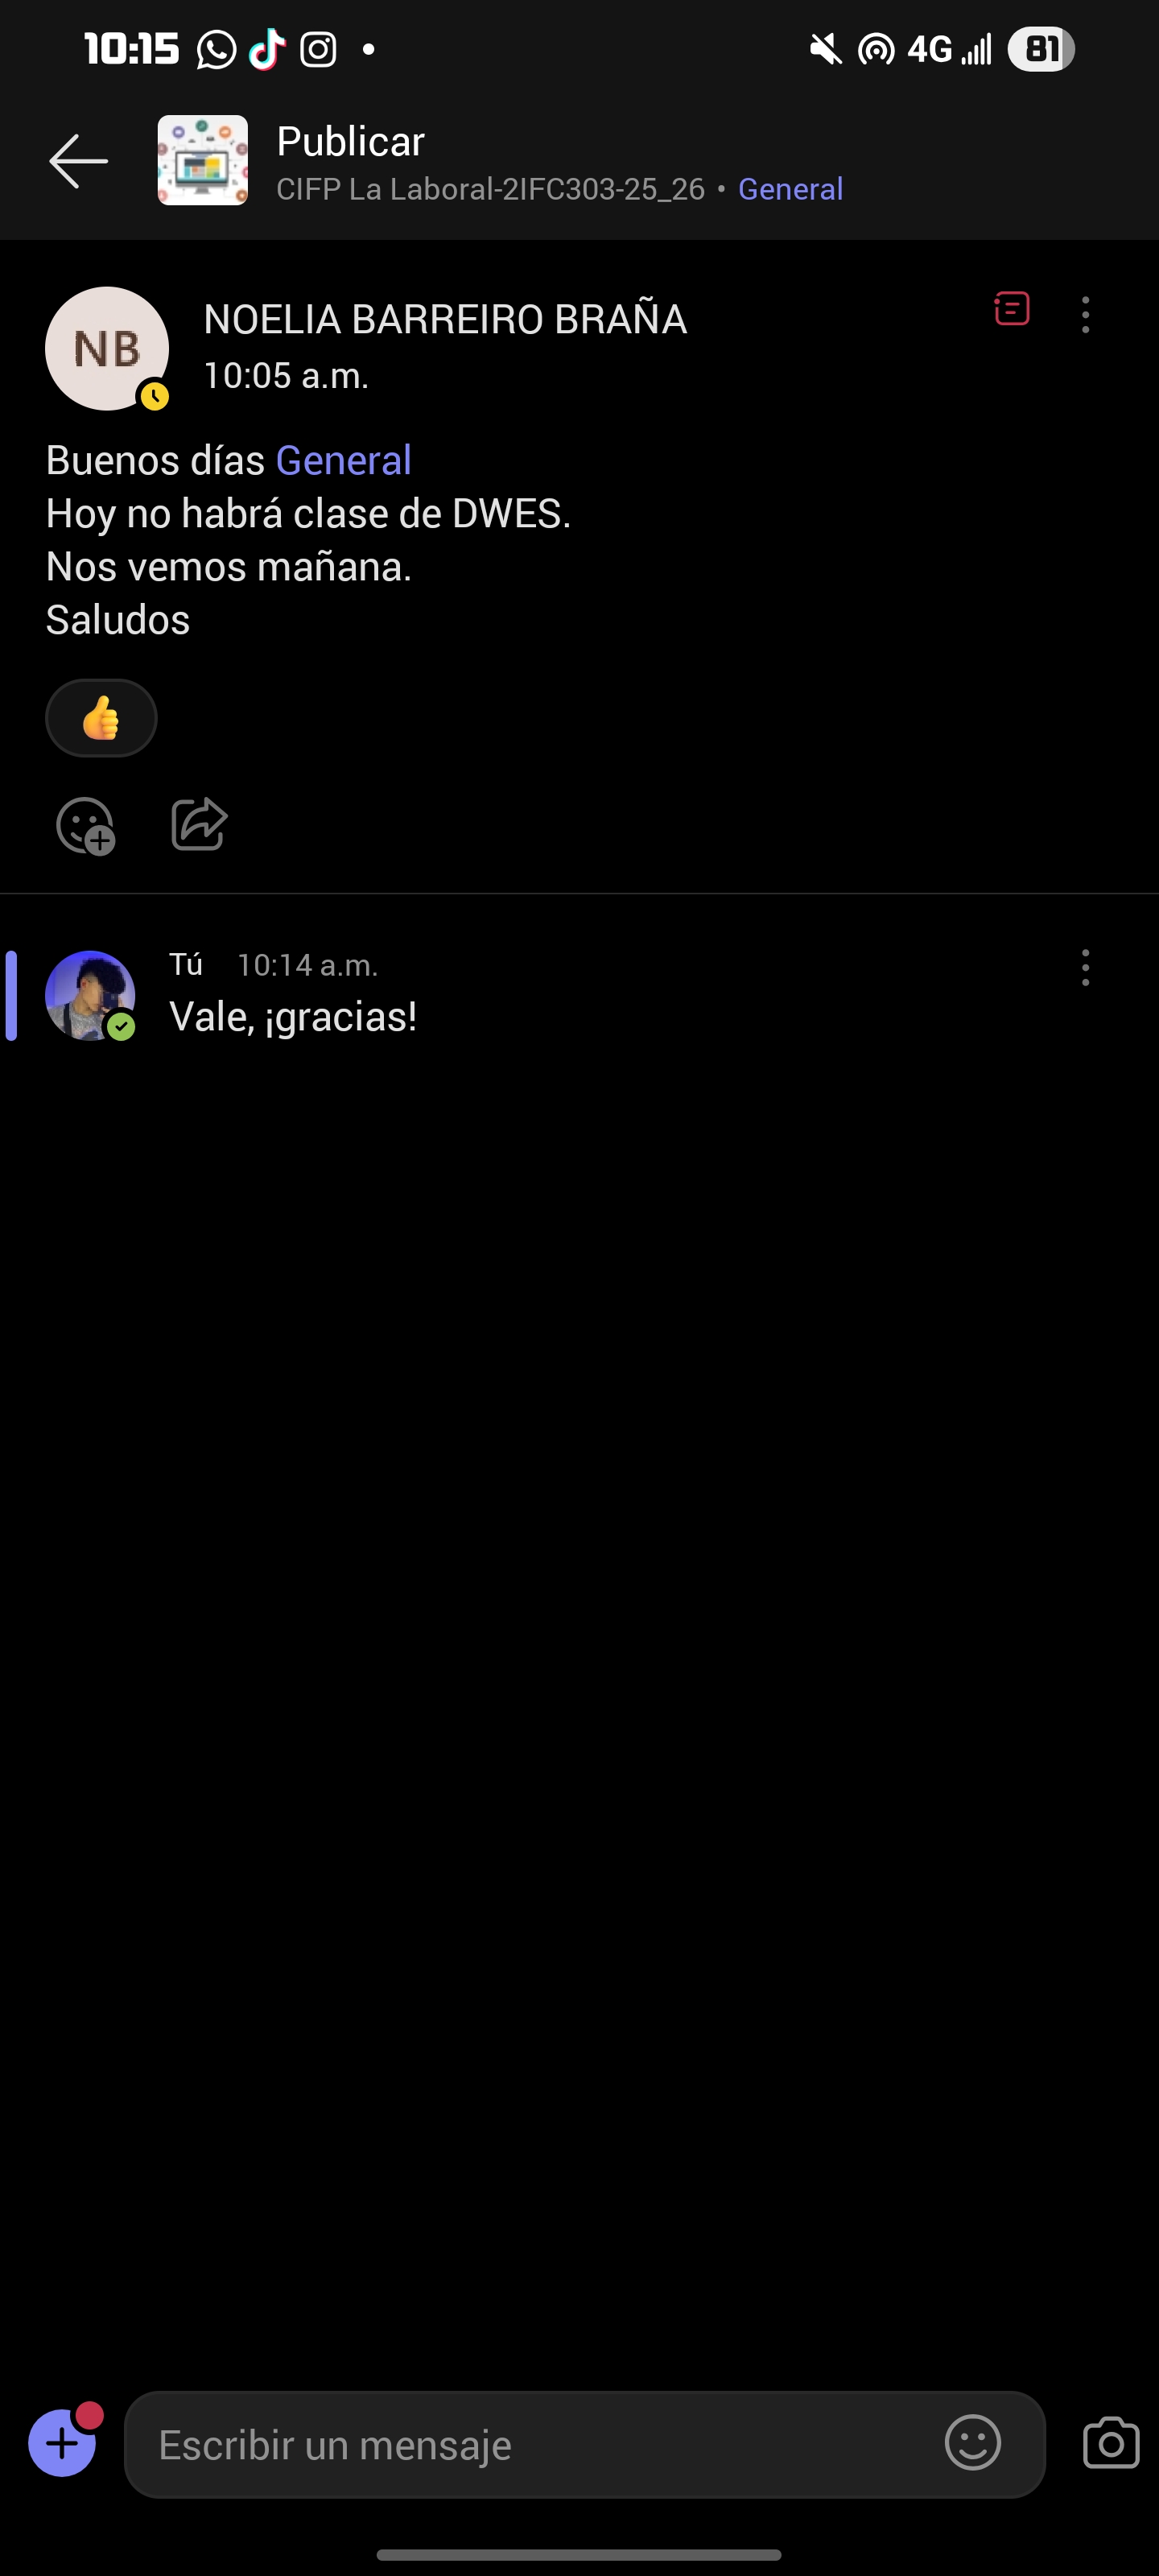 10:15 4G 81
Publicar
CIFP La Laboral-2IFC303-25_26 • General
NB
NOELIA BARREIRO BRAÑA
10:05 a.m.
Buenos días General
Hoy no habrá clase de DWES.
Nos vemos mañana.
Saludos
Tú 10:14 a.m.
Vale, ¡gracias!
Escribir un mensaje